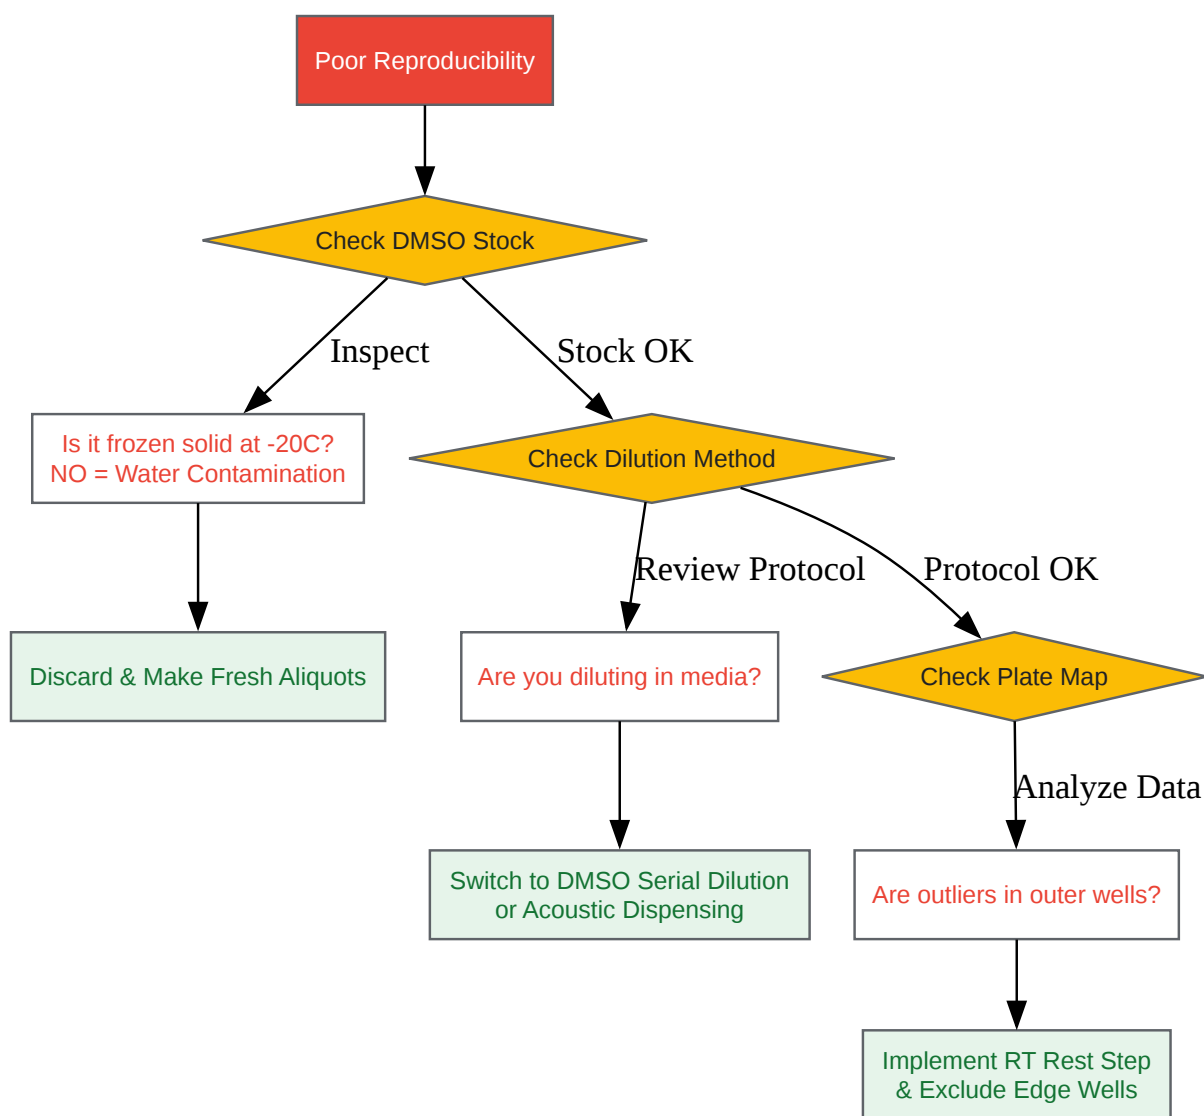 Poor Reproducibility
Check DMSO Stock
Inspect
Stock OK
Is it frozen solid at -20C?
NO = Water Contamination
Check Dilution Method
Review Protocol
Protocol OK
Discard & Make Fresh Aliquots
Are you diluting in media?
Check Plate Map
Analyze Data
Switch to DMSO Serial Dilution
or Acoustic Dispensing
Are outliers in outer wells?
Implement RT Rest Step
& Exclude Edge Wells